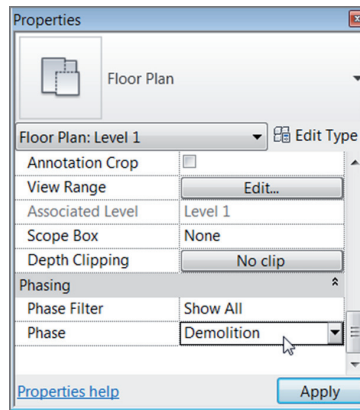 Properties
Floor Plan
Floor Plan: Level 1 Edit Type
Annotation Crop
View Range Edit...
Associated Level Level 1
Scope Box None
Depth Clipping No clip
Phasing
Phase Filter Show All
Phase Demolition
Properties help Apply